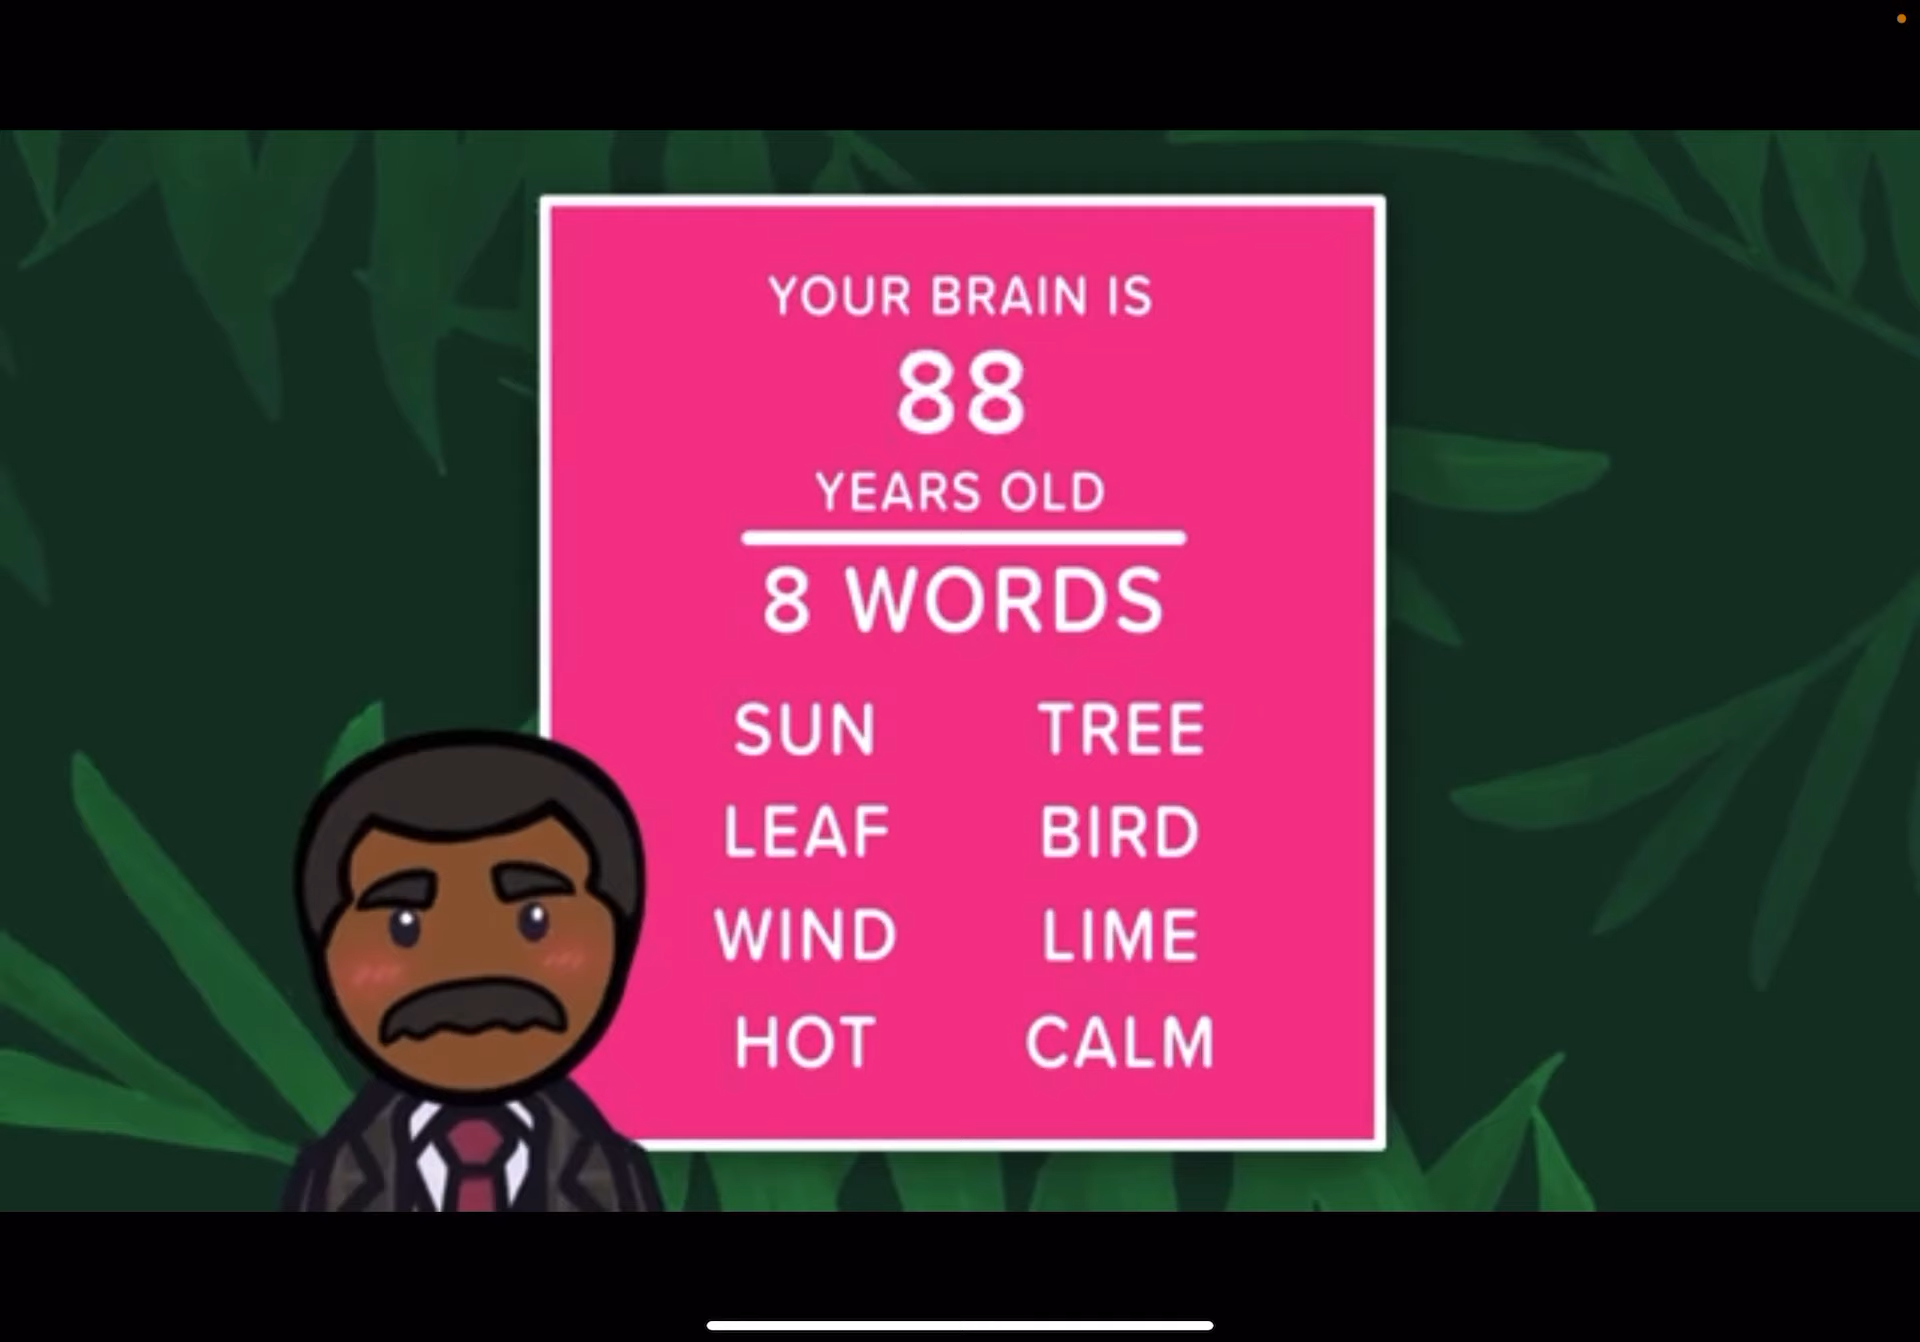 YOUR BRAIN IS
88
YEARS OLD
8 WORDS
SUN TREE
LEAF BIRD
WIND LIME
HOT CALM